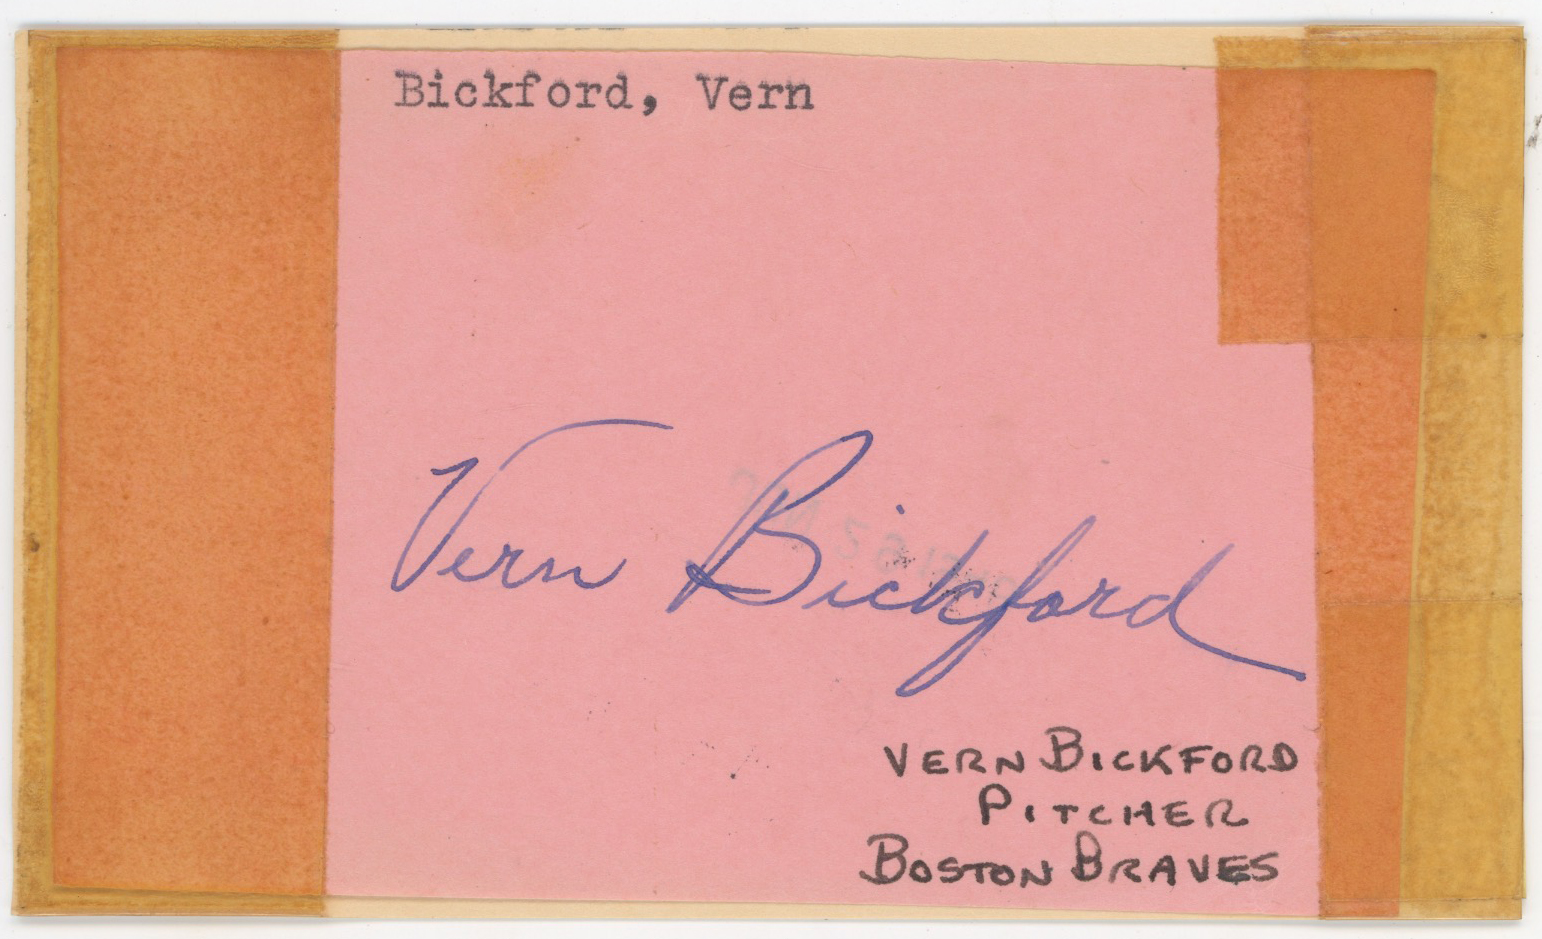 Bickford, Vern
Vern Bickford
VERN BICKFORD
PITCHER
BOSTON BRAVES